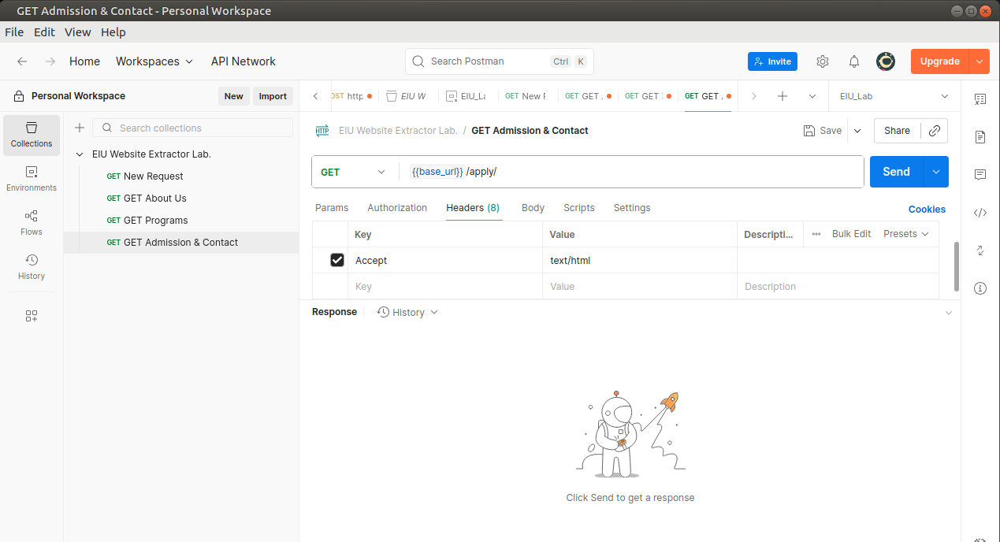 GET Admission & Contact - Personal Workspace
File Edit View Help
Home Workspaces API Network
Search Postman Ctrl K
Invite
Upgrade
Personal Workspace
New Import
OST http
EIU W
EIU_L
GET New R
GET GET .
GET GET
GET GET .
EIU_Lab
Collections
Environments
Flows
History
Search collections
EIU Website Extractor Lab.
GET New Request
GET GET About Us
GET GET Programs
GET GET Admission & Contact
HTTP EIU Website Extractor Lab. / GET Admission & Contact
Save
Share
GET {{base_url}} /apply/
Send
Params Authorization Headers (8) Body Scripts Settings
Cookies
Key Value Descripti... Bulk Edit Presets
Accept text/html
Key Value Description
Response History
Click Send to get a response